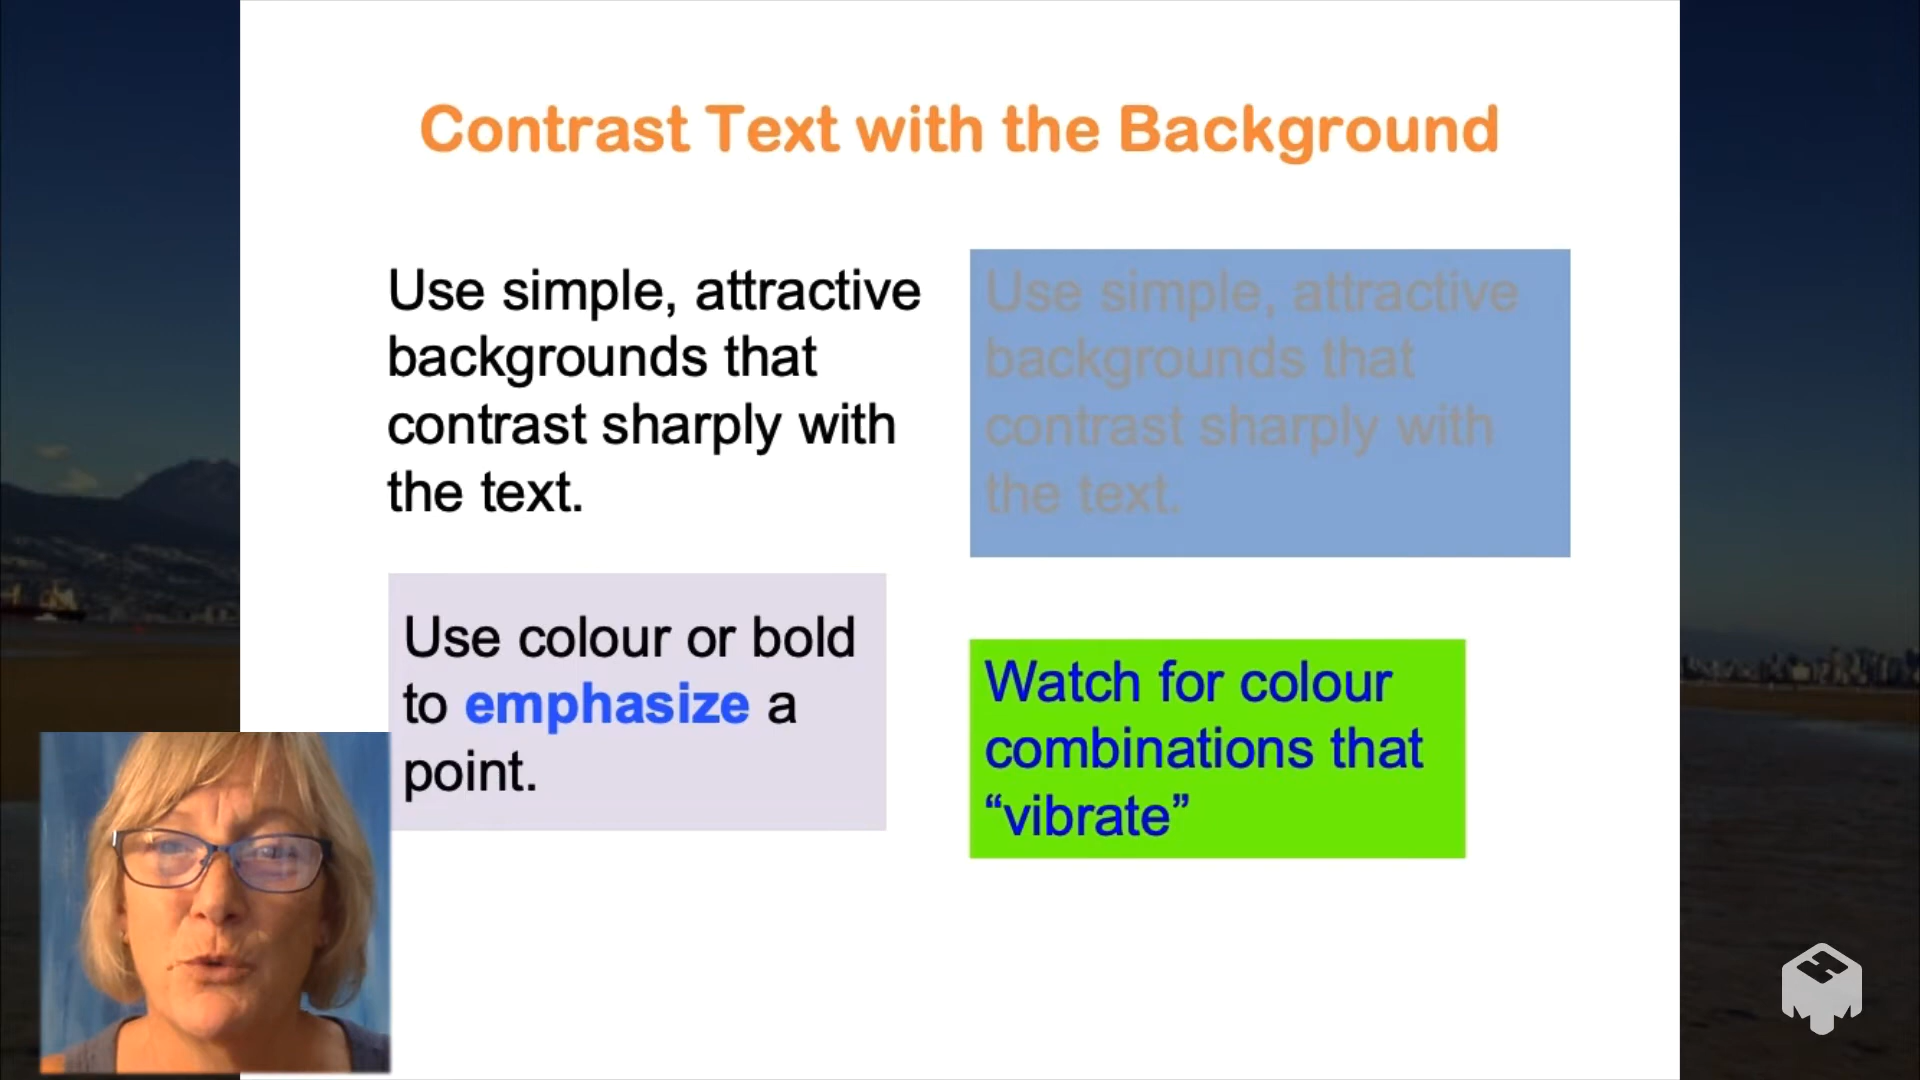 Contrast Text with the Background
Use simple, attractive
backgrounds that
contrast sharply with
the text.
Use simple, attractive
backgrounds that
contrast sharply with
the text.
Use colour or bold
to emphasize a
point.
Watch for colour
combinations that
“vibrate”